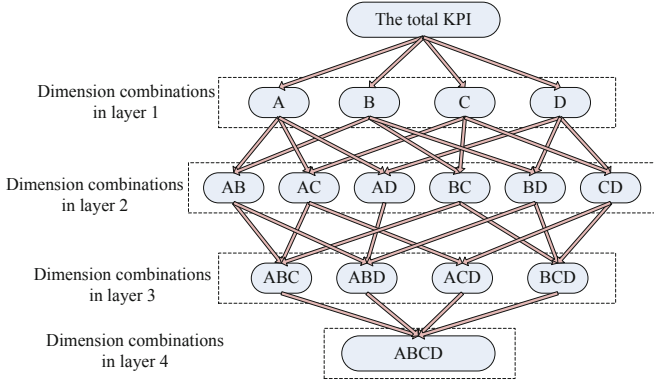 The total KPI
Dimension combinations
in layer 1
A B C D
Dimension combinations
in layer 2
AB AC AD BC BD CD
Dimension combinations
in layer 3
ABC ABD ACD BCD
Dimension combinations
in layer 4
ABCD